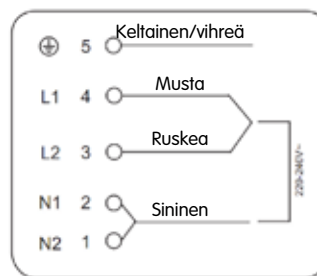 5 Keltainen/vihreä
L1 4 Musta
L2 3 Ruskea
N1 2
Sininen
N2 1
220-240V~